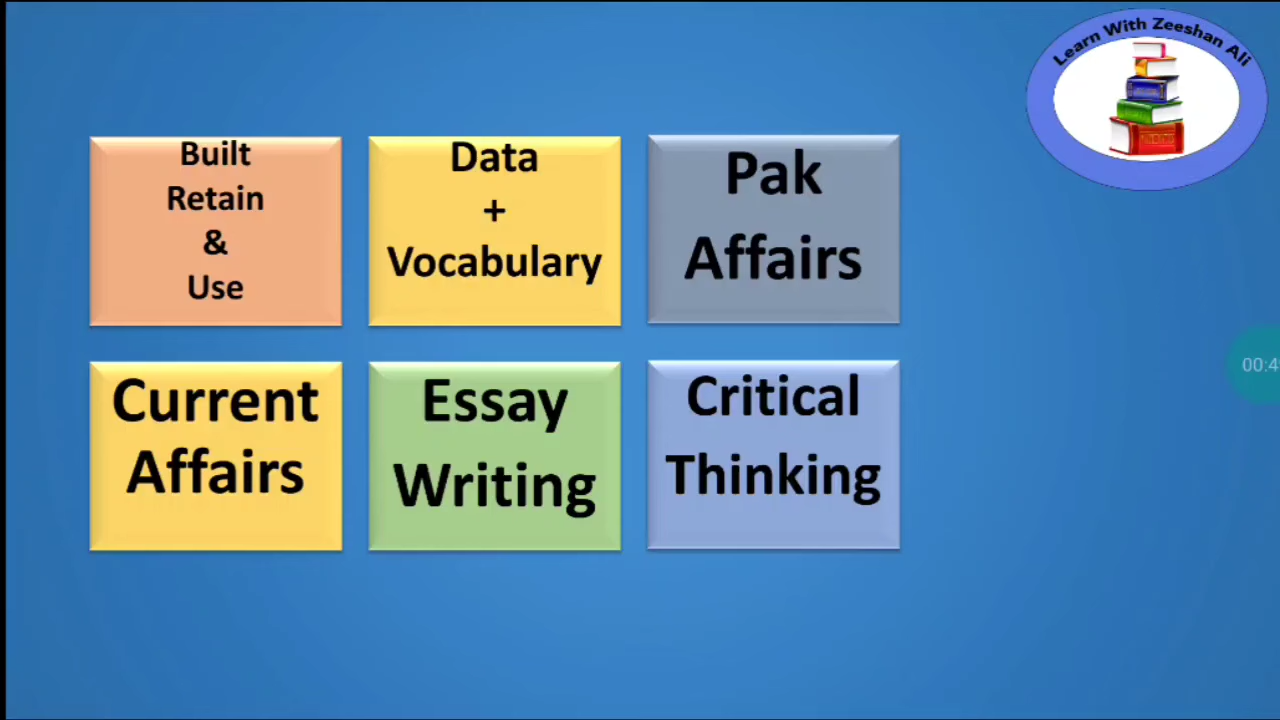 Learn With Zeeshan Ali
Built
Retain
&
Use
Data
+
Vocabulary
Pak
Affairs
Current
Affairs
Essay
Writing
Critical
Thinking